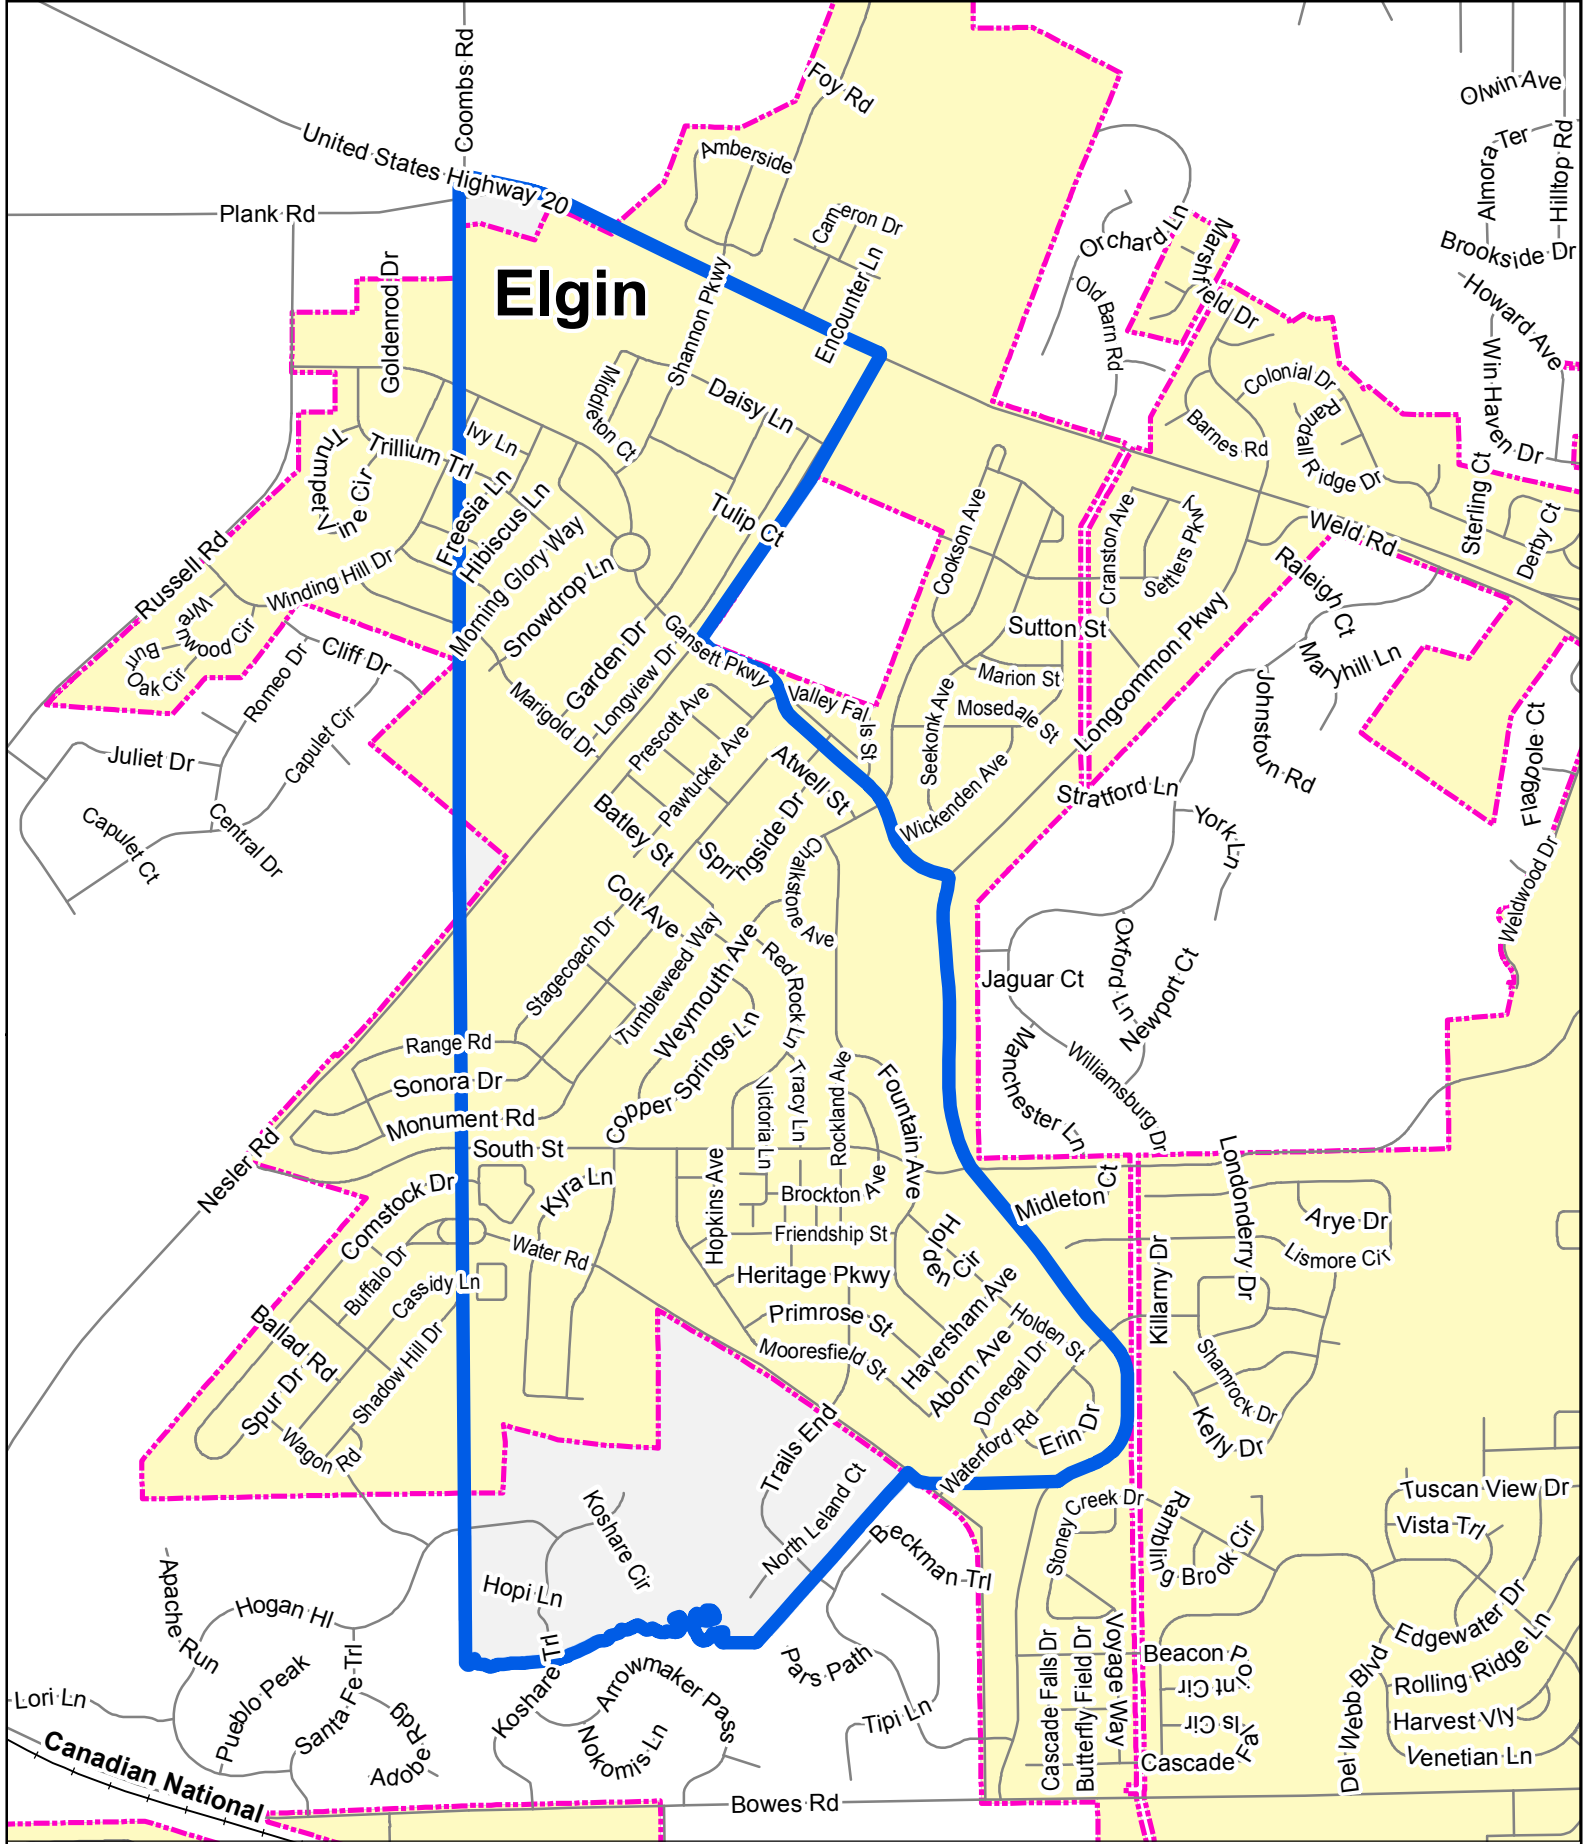 Coombs Rd
Foy Rd
Olwin Ave
Almora Ter
Hilltop Rd
United States Highway 20
Amberside
Plank Rd
Cameron Dr
Orchard Ln
Marshfield Dr
Brookside Dr
Elgin
Goldenrod Dr
Shannon Pkwy
Encounter Ln
Old Barn Rd
Howard Ave
Win Haven Dr
Middleton Ct
Daisy Ln
Colonial Dr
Randall Ridge Dr
Barnes Rd
Trumpet Vine Cir
Trillium Trl
Ivy Ln
Freesia Ln
Hibiscus Ln
Tulip Ct
Cookson Ave
Cranston Ave
Settlers Pkwy
Weld Rd
Sterling Ct
Derby Ct
Russell Rd
Winding Hill Dr
Morning Glory Way
Snowdrop Ln
Raleigh Ct
Wirewood Cir
Burr Oak Cir
Cliff Dr
Romeo Dr
Garden Dr
Longview Dr
Gansett Pkwy
Sutton St
Longcommon Pkwy
Maryhill Ln
Marigold Dr
Marion St
Mosedale St
Valley Falls St
Seekonk Ave
Johnstown Rd
Flagpole Ct
Juliet Dr
Capulet Cir
Prescott Ave
Pawtucket Ave
Atwell St
Wickenden Ave
Stratford Ln
York Ln
Capulet Ct
Central Dr
Batley St
Springside Dr
Chalkstone Ave
Weldwood Dr
Colt Ave
Stagecoach Dr
Tumbleweed Way
Weymouth Ave
Red Rock Ln
Jaguar Ct
Oxford Ln
Newport Ct
Range Rd
Sonora Dr
Monument Rd
Copper Springs Ln
Victoria Ln
Tracy Ln
Rockland Ave
Fountain Ave
Manchester Ln
Williamsburg Dr
Nesler Rd
South St
Comstock Dr
Kyra Ln
Hopkins Ave
Brockton Ave
Midleton Ct
Londonderry Dr
Arye Dr
Buffalo Dr
Water Rd
Friendship St
Holden Cir
Killarny Dr
Lismore Cir
Cassidy Ln
Heritage Pkwy
Ballad Rd
Primrose St
Haversham Ave
Holden St
Shadow Hill Dr
Mooresfield St
Aborn Ave
Donegal Dr
Shamrock Dr
Spur Dr
Wagon Rd
Trails End
Waterford Rd
Erin Dr
Kelly Dr
Koshare Cir
North Leland Ct
Beckman Trl
Stoney Creek Dr
Rambling Brook Cir
Tuscan View Dr
Vista Trl
Apache Run
Hogan Hl
Hopi Ln
Koshare Trl
Arrowmaker Pass
Pars Path
Cascade Falls Dr
Butterfly Field Dr
Voyage Way
Beacon Point Cir
Edgewater Dr
Rolling Ridge Ln
Lori Ln
Pueblo Peak
Santa Fe Trl
Adobe Rdg
Nokomis Ln
Tipi Ln
Cascade Falls Cir
Del Webb Blvd
Harvest Vly
Venetian Ln
Canadian National
Bowes Rd